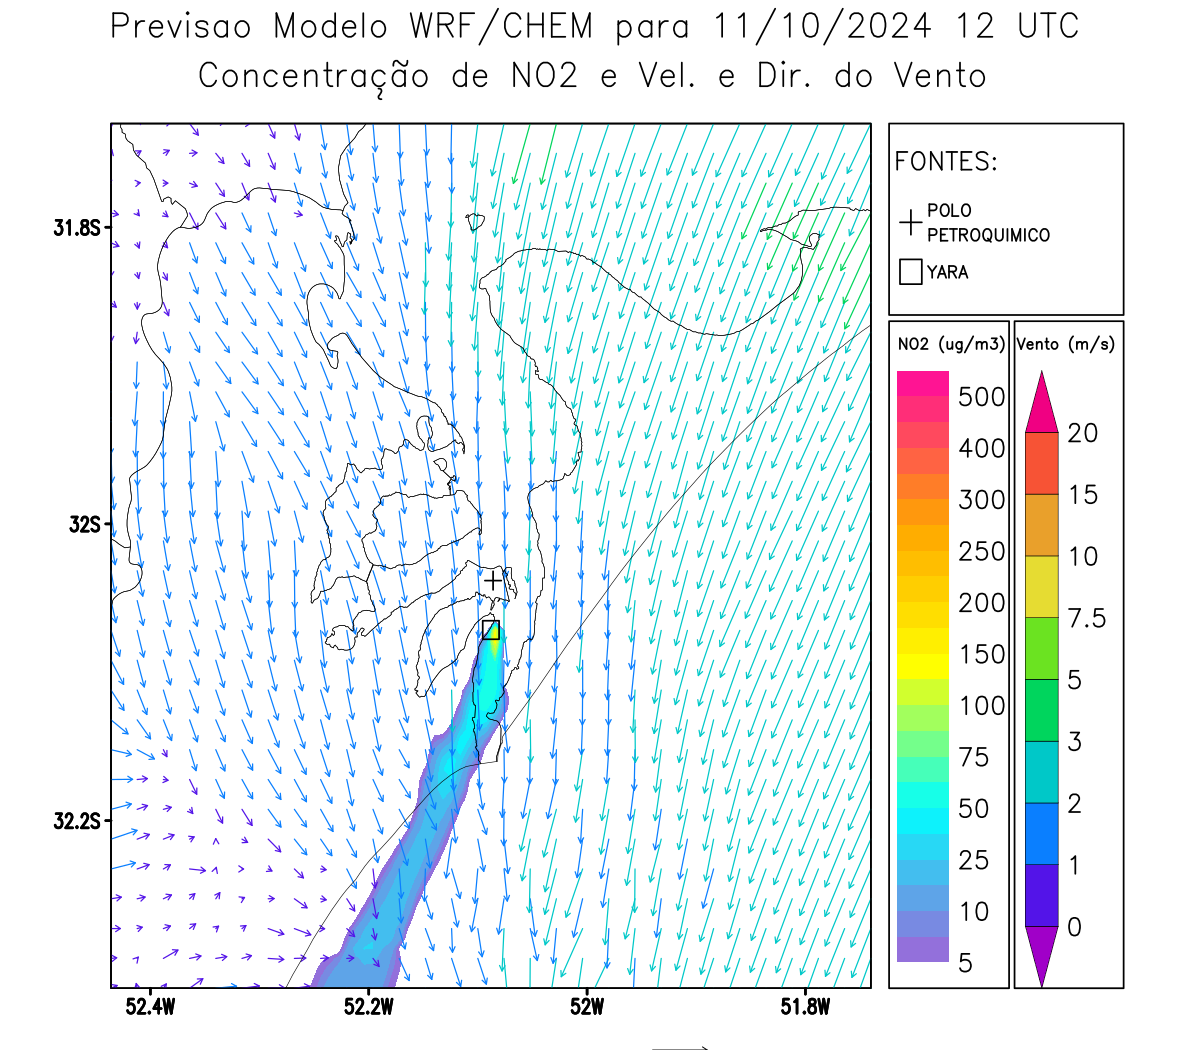 Previsao Modelo WRF/CHEM para 11/10/2024 12 UTC
Concentração de NO2 e Vel. e Dir. do Vento
FONTES:
POLO
PETROQUIMICO
YARA
31.8S
32S
32.2S
52.4W
52.2W
52W
51.8W
NO2 (ug/m3)
500
400
300
250
200
150
100
75
50
25
10
5
Vento (m/s)
20
15
10
7.5
5
3
2
1
0